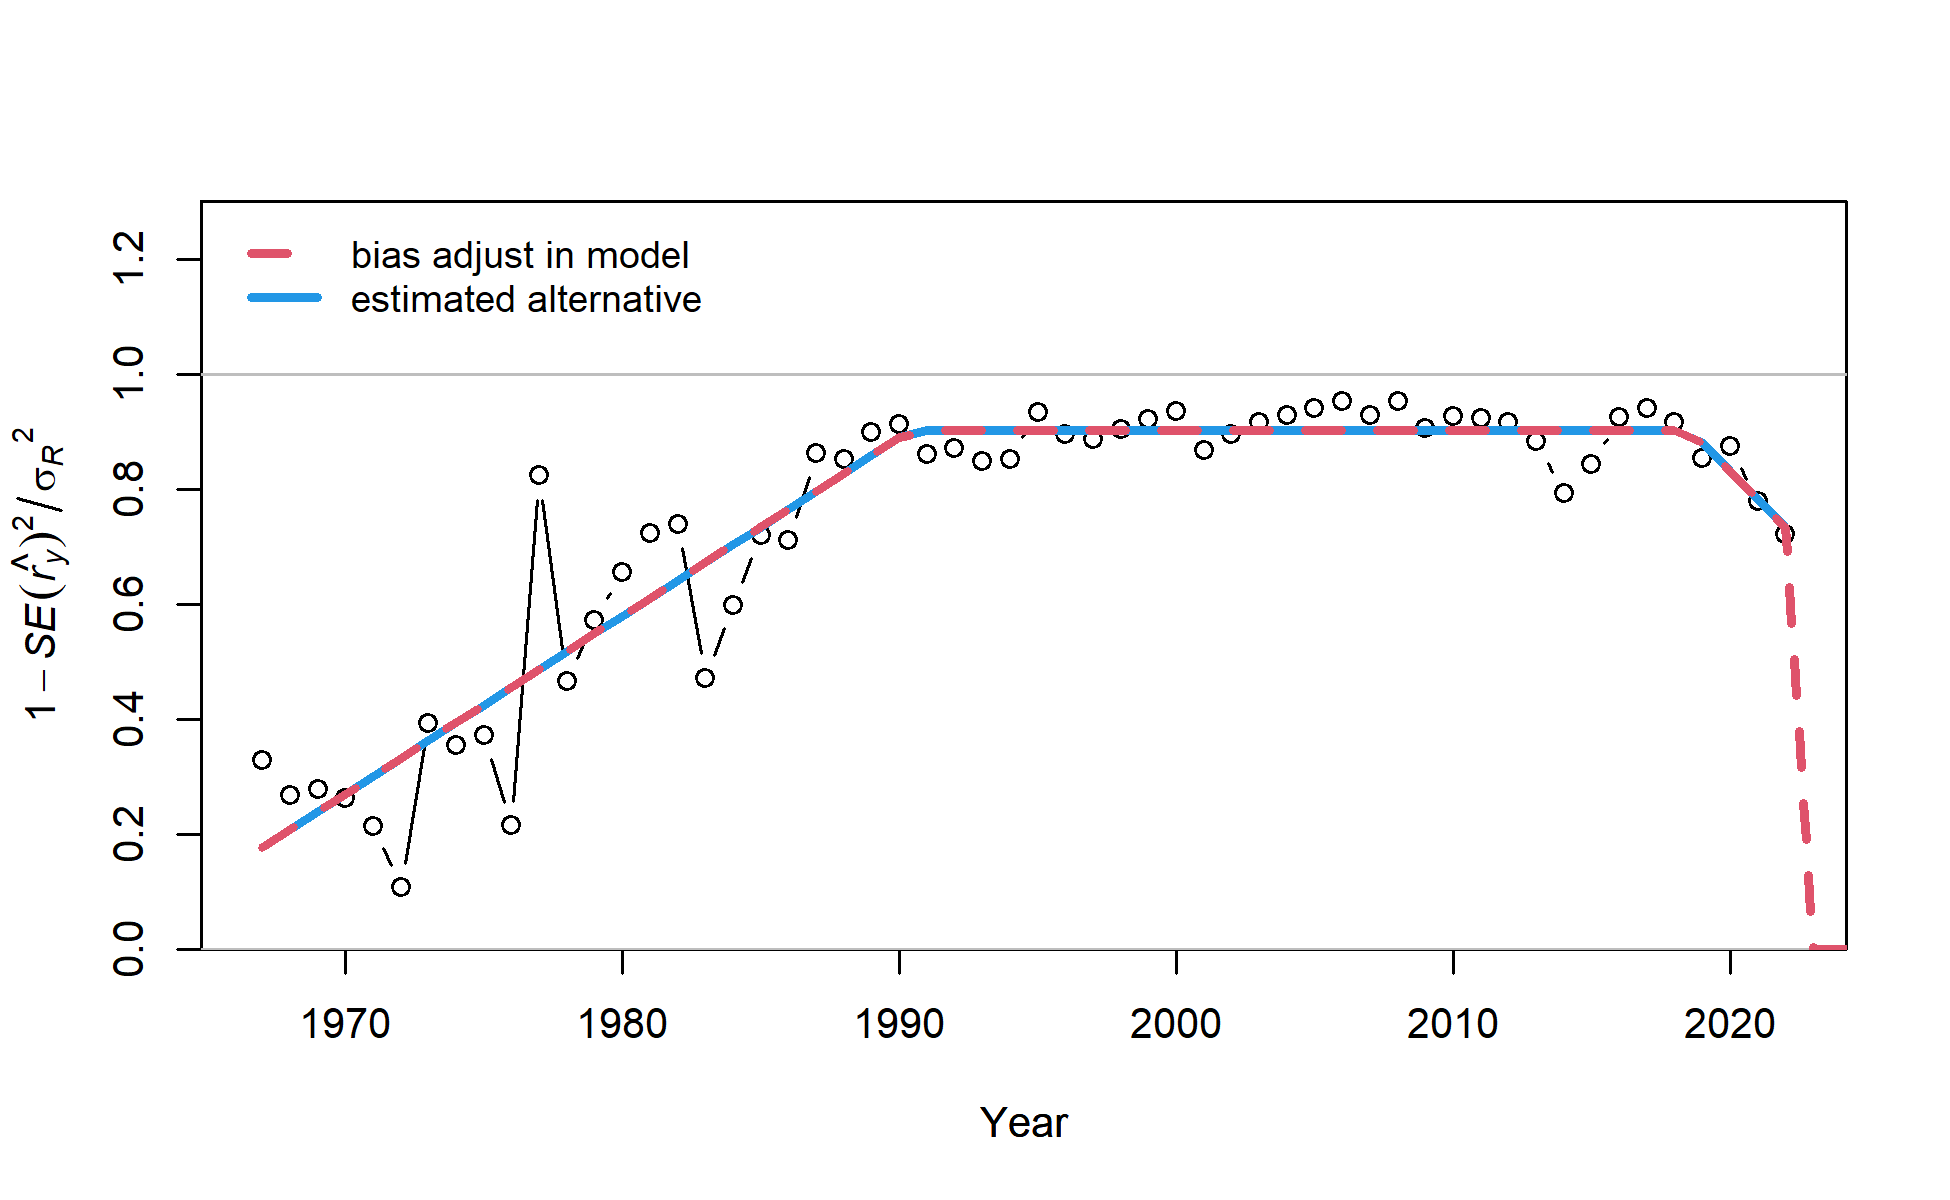 bias adjust in model
estimated alternative
1 − SE(r̂y)² / σR²
1.2
1.0
0.8
0.6
0.4
0.2
0.0
1970 1980 1990 2000 2010 2020
Year